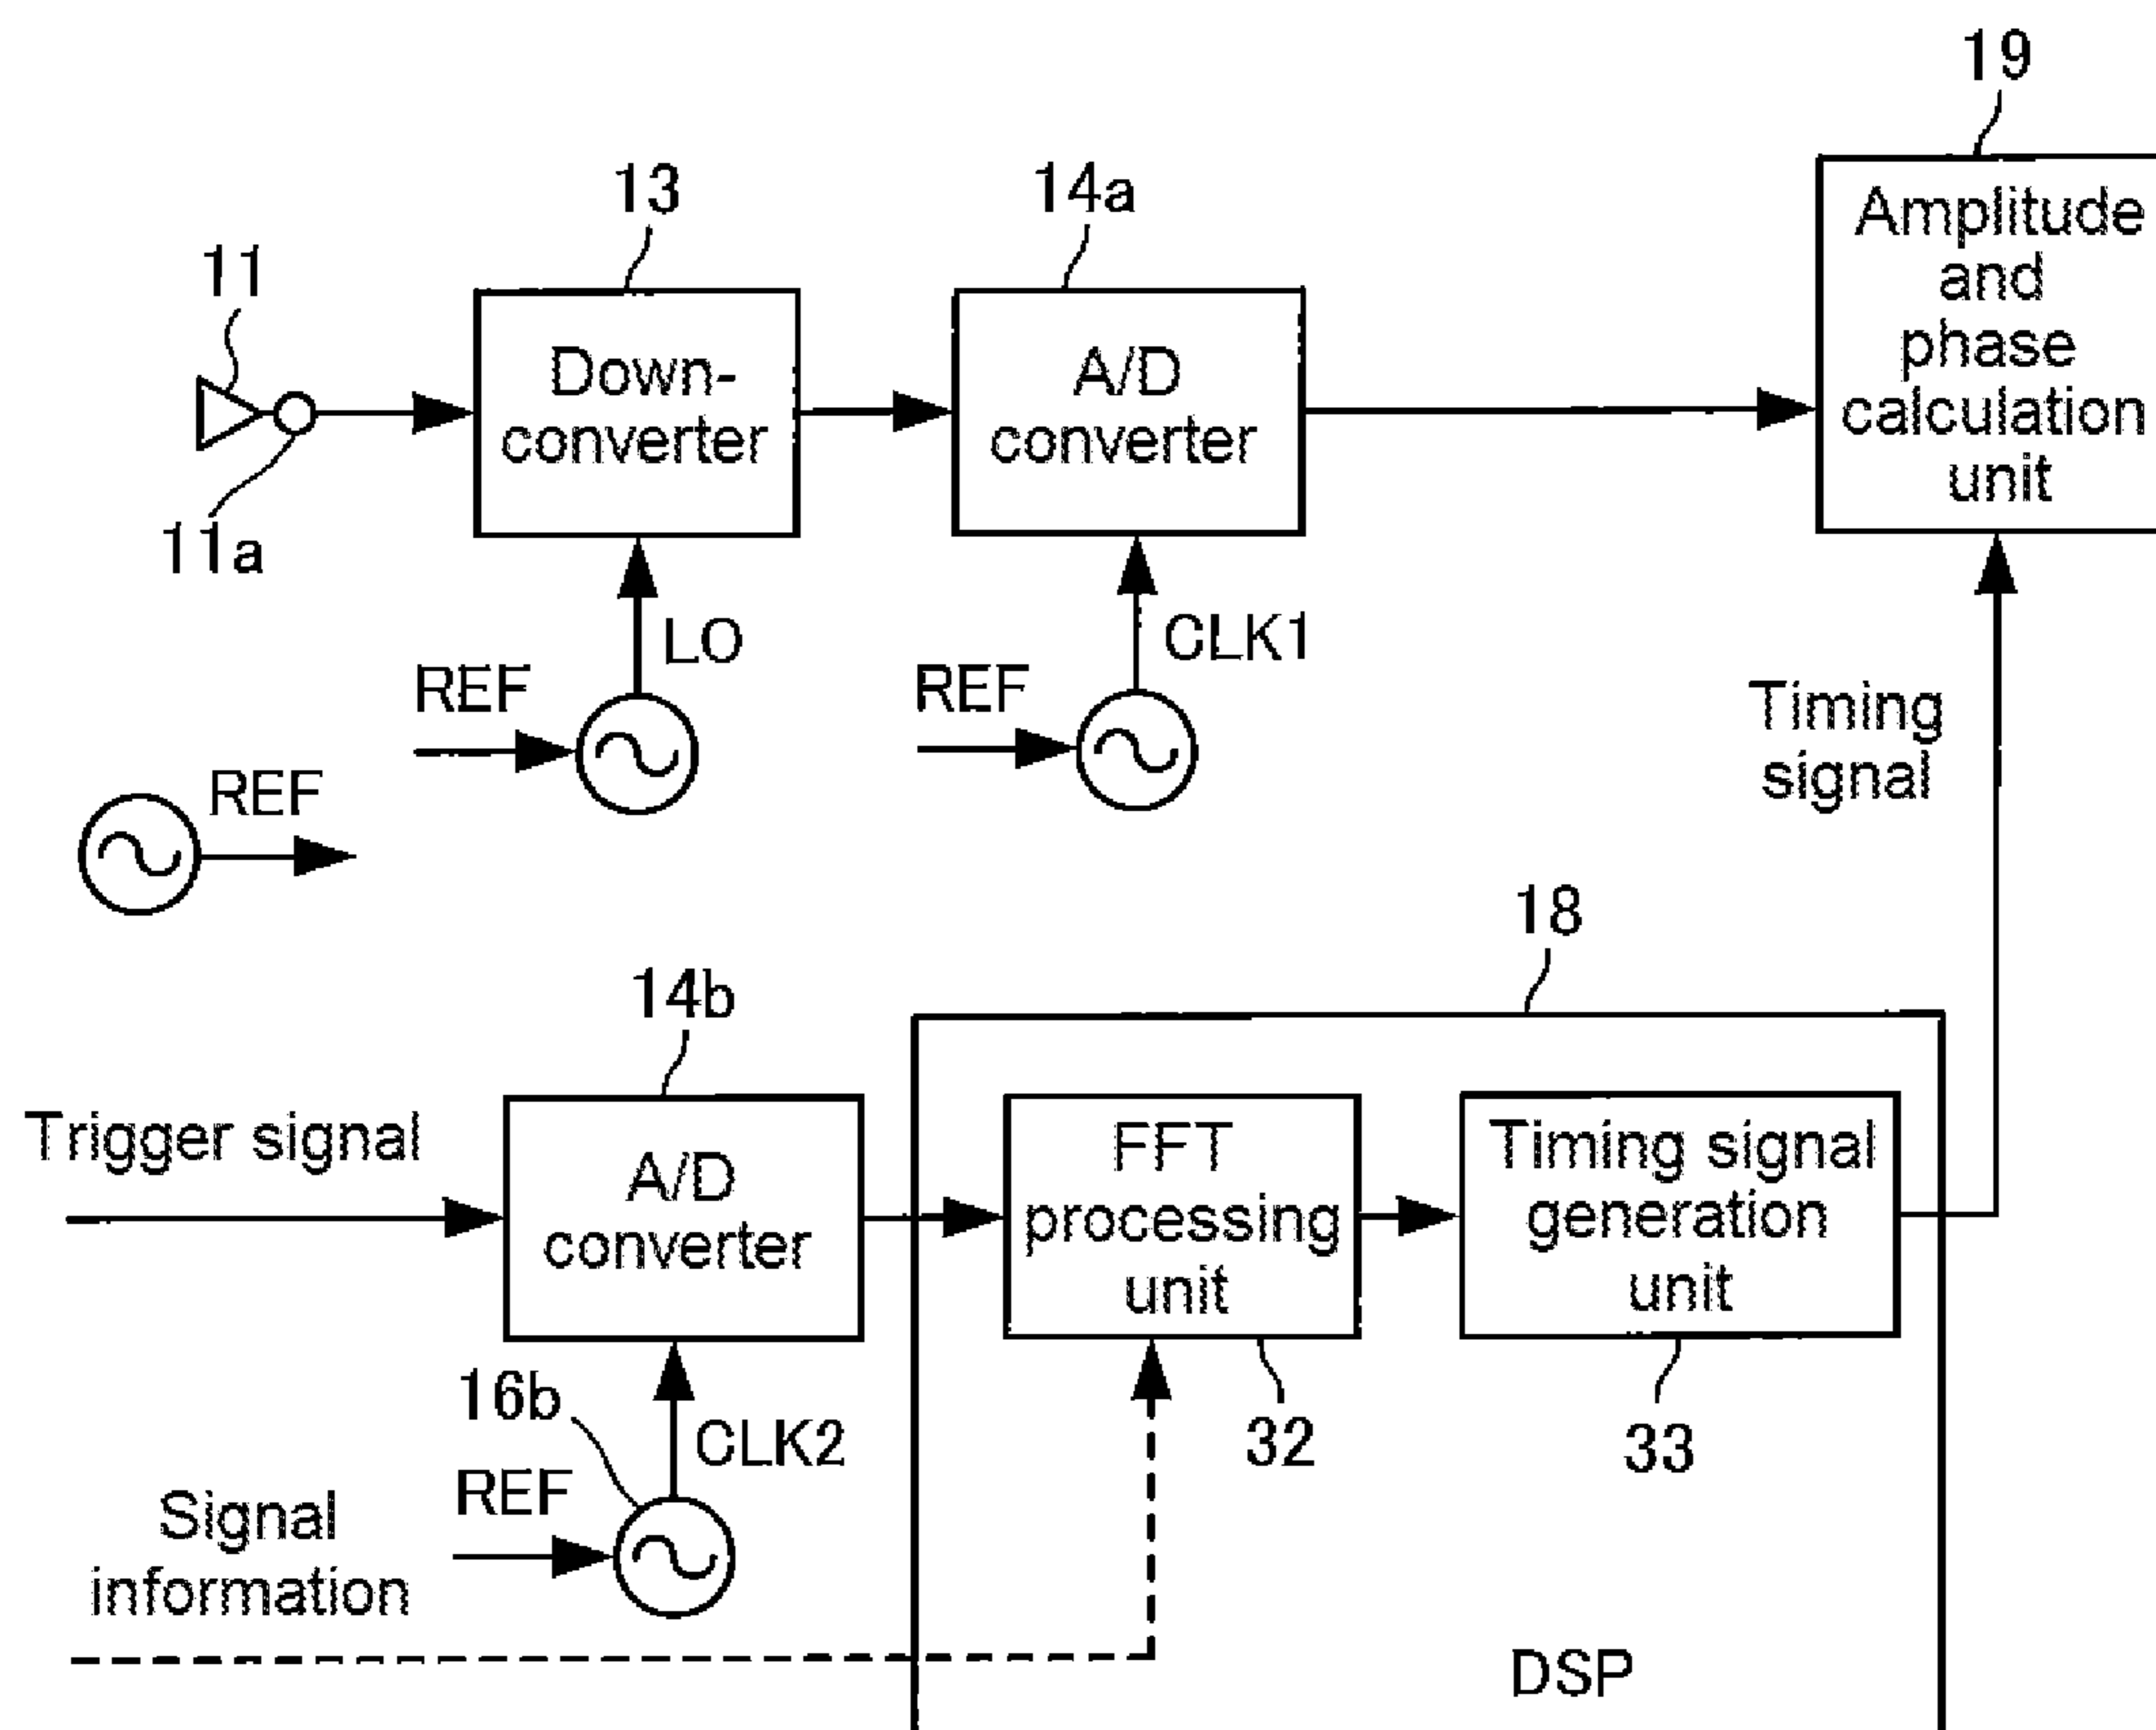 19
13
14a
11
Amplitude
and
phase
calculation
unit
Down-
converter
A/D
converter
11a
LO
CLK1
REF
REF
Timing
signal
REF
18
14b
Trigger signal
A/D
converter
FFT
processing
unit
Timing signal
generation
unit
16b
CLK2
32
33
REF
Signal
information
DSP